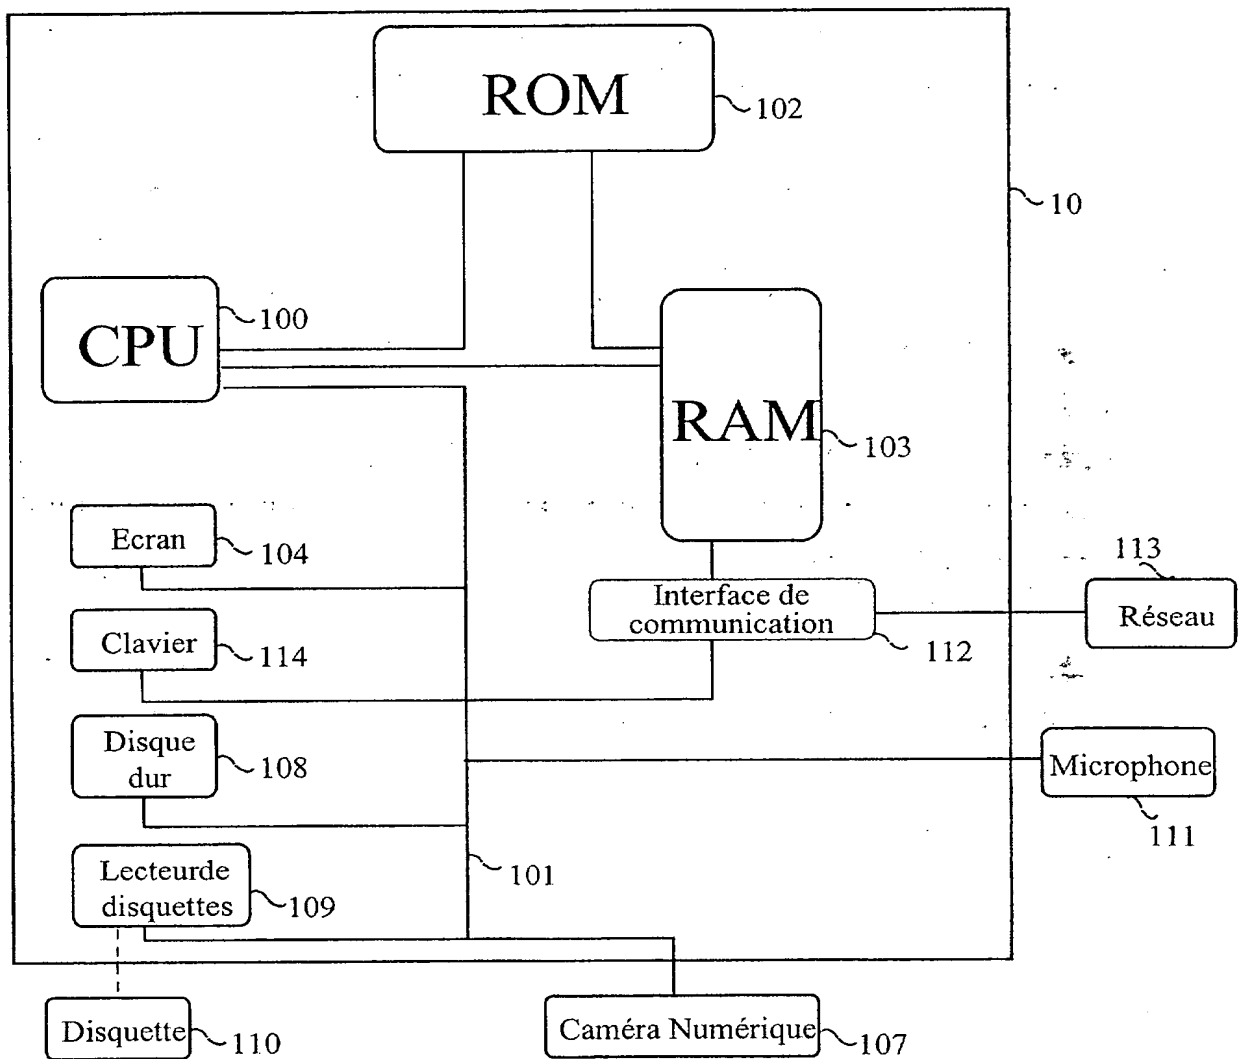 ROM
102
10
CPU
100
RAM
103
Ecran
104
113
Interface de
communication
112
Réseau
Clavier
114
Disque
dur
108
Microphone
111
Lecteurde
disquettes
109
101
Disquette
110
Caméra Numérique
107